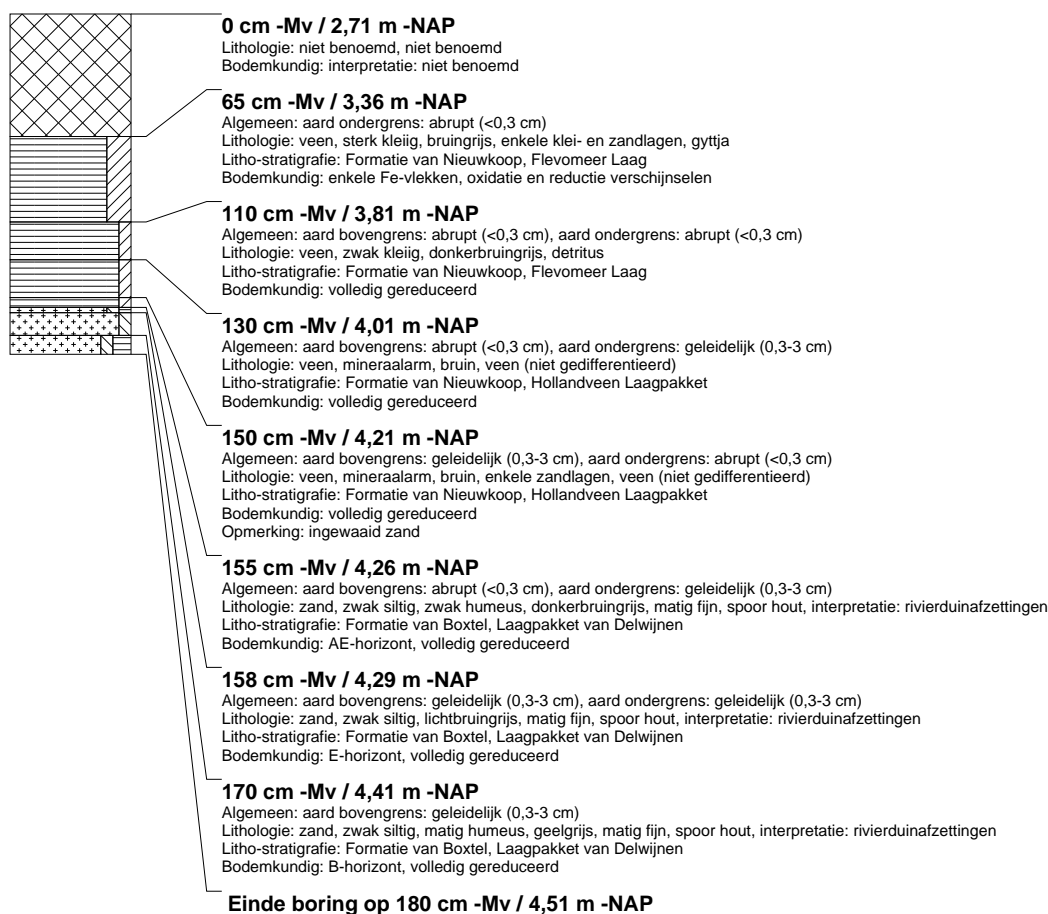 0 cm -Mv / 2,71 m -NAP
Lithologie: niet benoemd, niet benoemd
Bodemkundig: interpretatie: niet benoemd
65 cm -Mv / 3,36 m -NAP
Algemeen: aard ondergrens: abrupt (<0,3 cm)
Lithologie: veen, sterk kleiig, bruingrijs, enkele klei- en zandlagen, gyttja
Litho-stratigrafie: Formatie van Nieuwkoop, Flevomeer Laag
Bodemkundig: enkele Fe-vlekken, oxidatie en reductie verschijnselen
110 cm -Mv / 3,81 m -NAP
Algemeen: aard bovengrens: abrupt (<0,3 cm), aard ondergrens: abrupt (<0,3 cm)
Lithologie: veen, zwak kleiig, donkerbruingrijs, detritus
Litho-stratigrafie: Formatie van Nieuwkoop, Flevomeer Laag
Bodemkundig: volledig gereduceerd
130 cm -Mv / 4,01 m -NAP
Algemeen: aard bovengrens: abrupt (<0,3 cm), aard ondergrens: geleidelijk (0,3-3 cm)
Lithologie: veen, mineraalarm, bruin, veen (niet gedifferentieerd)
Litho-stratigrafie: Formatie van Nieuwkoop, Hollandveen Laagpakket
Bodemkundig: volledig gereduceerd
150 cm -Mv / 4,21 m -NAP
Algemeen: aard bovengrens: geleidelijk (0,3-3 cm), aard ondergrens: abrupt (<0,3 cm)
Lithologie: veen, mineraalarm, bruin, enkele zandlagen, veen (niet gedifferentieerd)
Litho-stratigrafie: Formatie van Nieuwkoop, Hollandveen Laagpakket
Bodemkundig: volledig gereduceerd
Opmerking: ingewaaid zand
155 cm -Mv / 4,26 m -NAP
Algemeen: aard bovengrens: abrupt (<0,3 cm), aard ondergrens: geleidelijk (0,3-3 cm)
Lithologie: zand, zwak siltig, zwak humeus, donkerbruingrijs, matig fijn, spoor hout, interpretatie: rivierduinafzettingen
Litho-stratigrafie: Formatie van Boxtel, Laagpakket van Delwijnen
Bodemkundig: AE-horizont, volledig gereduceerd
158 cm -Mv / 4,29 m -NAP
Algemeen: aard bovengrens: geleidelijk (0,3-3 cm), aard ondergrens: geleidelijk (0,3-3 cm)
Lithologie: zand, zwak siltig, lichtbruingrijs, matig fijn, spoor hout, interpretatie: rivierduinafzettingen
Litho-stratigrafie: Formatie van Boxtel, Laagpakket van Delwijnen
Bodemkundig: E-horizont, volledig gereduceerd
170 cm -Mv / 4,41 m -NAP
Algemeen: aard bovengrens: geleidelijk (0,3-3 cm)
Lithologie: zand, zwak siltig, matig humeus, geelgrijs, matig fijn, spoor hout, interpretatie: rivierduinafzettingen
Litho-stratigrafie: Formatie van Boxtel, Laagpakket van Delwijnen
Bodemkundig: B-horizont, volledig gereduceerd
Einde boring op 180 cm -Mv / 4,51 m -NAP